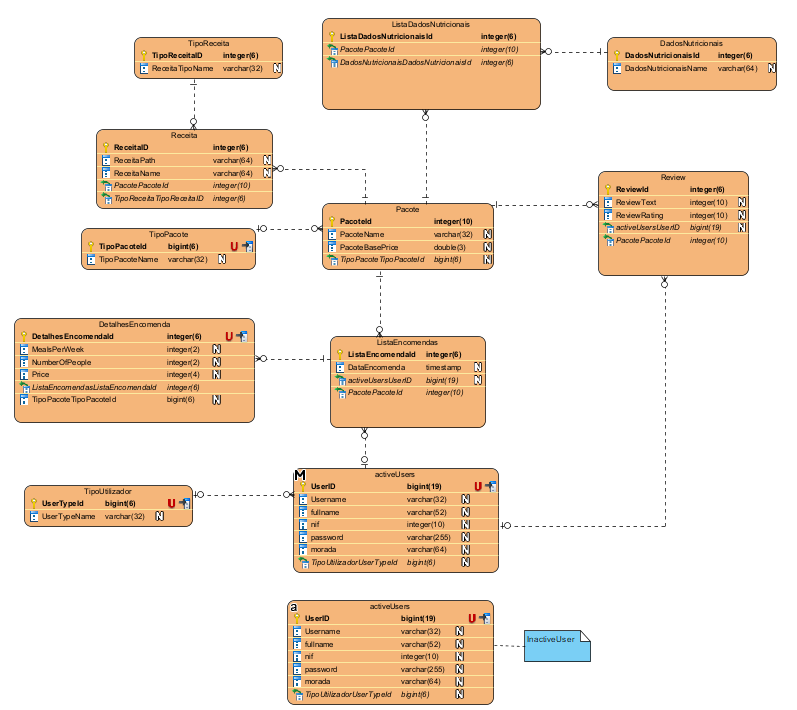 ListaDadosNutricionais
ListaDadosNutricionaisId integer(6)
PacotePacoteId integer(10)
DadosNutricionaisDadosNutricionaisId integer(6)
DadosNutricionais
DadosNutricionaisId integer(6)
DadosNutricionaisName varchar(64) N
TipoReceita
TipoReceitaID integer(6)
ReceitaTipoName varchar(32) N
Receita
ReceitaID integer(6)
ReceitaPath varchar(64) N
ReceitaName varchar(64) N
PacotePacoteId integer(10)
TipoReceitaTipoReceitaID integer(6)
Review
ReviewId integer(6)
ReviewText integer(10) N
ReviewRating integer(10) N
activeUsersUserID bigint(19) N
PacotePacoteId integer(10)
Pacote
PacoteId integer(10)
PacoteName varchar(32) N
PacoteBasePrice double(3) N
TipoPacoteTipoPacoteId bigint(6) N
TipoPacote
TipoPacoteId bigint(6) U
TipoPacoteName varchar(32) N
DetalhesEncomenda
DetalhesEncomendaId integer(6) U
MealsPerWeek integer(2) N
NumberOfPeople integer(2) N
Price integer(4) N
ListaEncomendasListaEncomendaId integer(6)
TipoPacoteTipoPacoteId bigint(6) N
ListaEncomendas
ListaEncomendaId integer(6)
DataEncomenda timestamp N
activeUsersUserID bigint(19) N
PacotePacoteId integer(10)
M
activeUsers
UserID bigint(19) U
Username varchar(32) N
fullname varchar(52) N
nif integer(10) N
password varchar(255) N
morada varchar(64) N
TipoUtilizadorUserTypeId bigint(6) N
TipoUtilizador
UserTypeId bigint(6) U
UserTypeName varchar(32) N
a
activeUsers
UserID bigint(19) U
Username varchar(32) N
fullname varchar(52) N
nif integer(10) N
password varchar(255) N
morada varchar(64) N
TipoUtilizadorUserTypeId bigint(6) N
InactiveUser